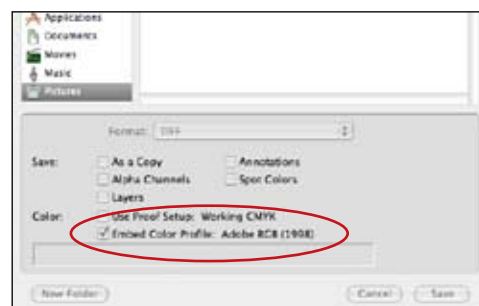 Applications
Documents
Movies
Music
Pictures
Format: TIFF
Save: As a Copy Annotations
Alpha Channels Spot Colors
Layers
Color: Use Proof Setup: Working CMYK
Embed Color Profile: Adobe RGB (1998)
New Folder Cancel Save